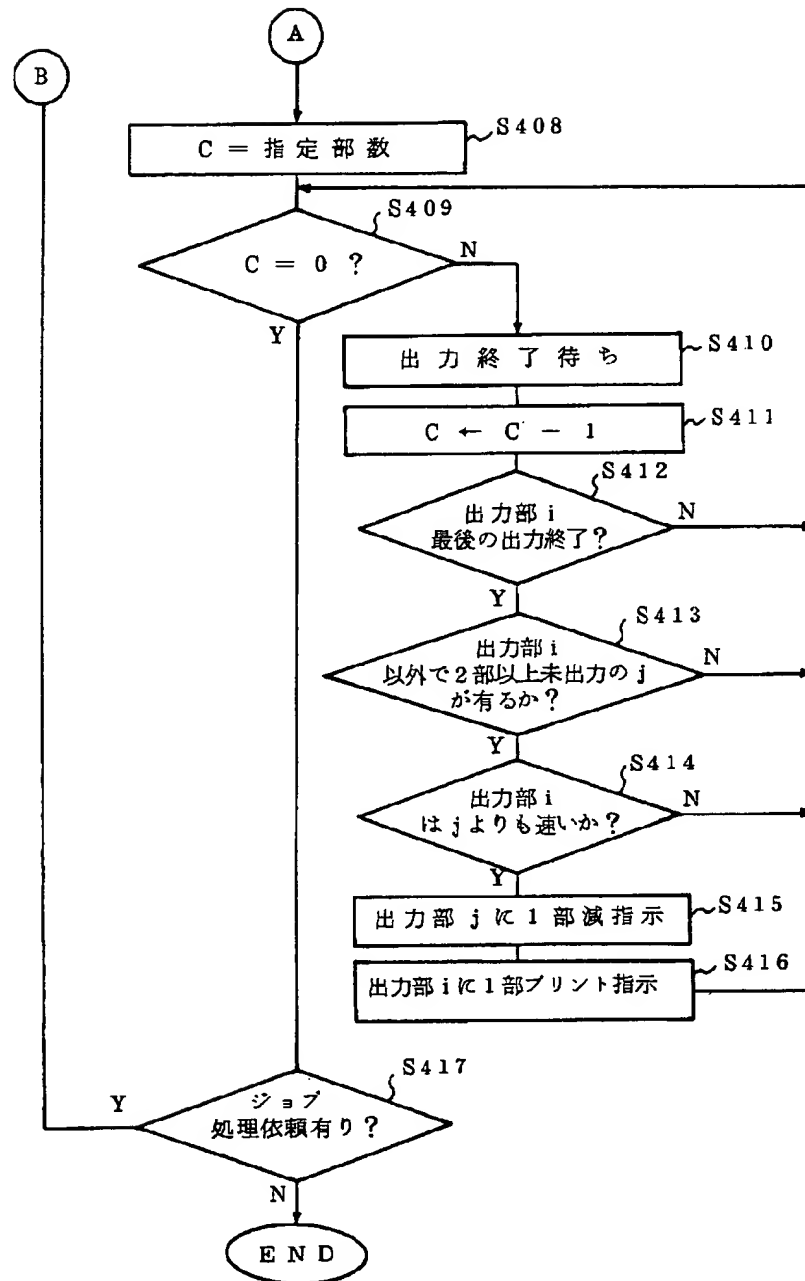 A
B
S408
C = 指定部数
S409
C = 0 ?
N
Y
S410
出力終了待ち
S411
C ← C - 1
S412
出力部 i
最後の出力終了?
N
Y
S413
出力部 i
以外で2部以上未出力の j
が有るか?
N
Y
S414
出力部 i
は j よりも速いか?
N
Y
S415
出力部 j に1部減指示
S416
出力部 i に1部プリント指示
S417
ジョブ
処理依頼有り?
Y
N
END